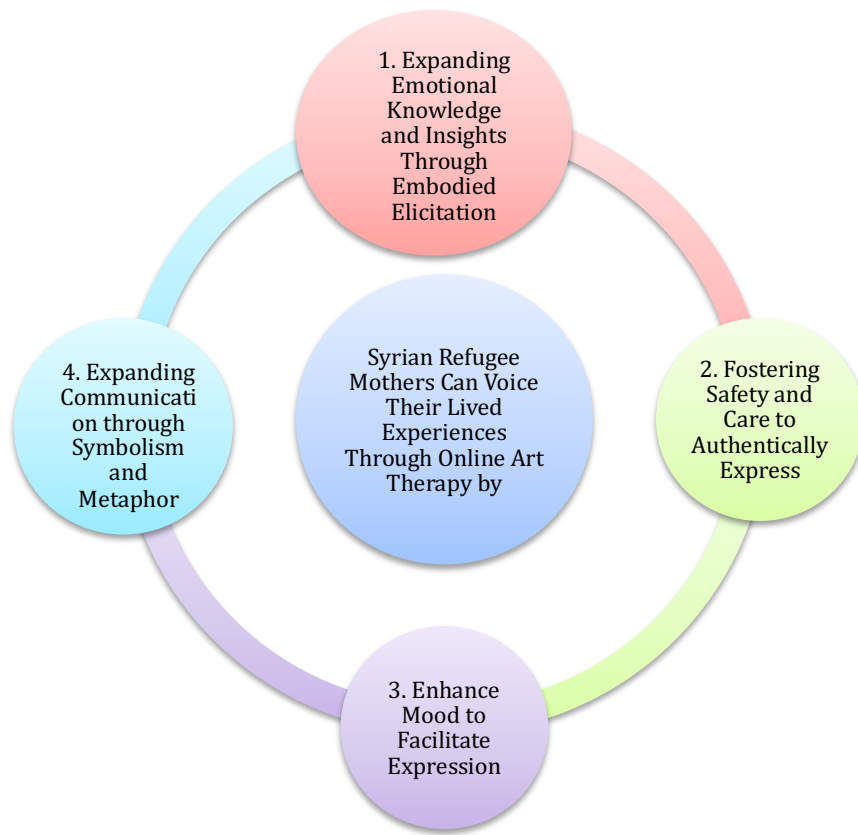 1. Expanding
Emotional
Knowledge
and Insights
Through
Embodied
Elicitation
Syrian Refugee
Mothers Can Voice
Their Lived
Experiences
Through Online Art
Therapy by
2. Fostering
Safety and
Care to
Authentically
Express
3. Enhance
Mood to
Facilitate
Expression
4. Expanding
Communicati
on through
Symbolism
and
Metaphor